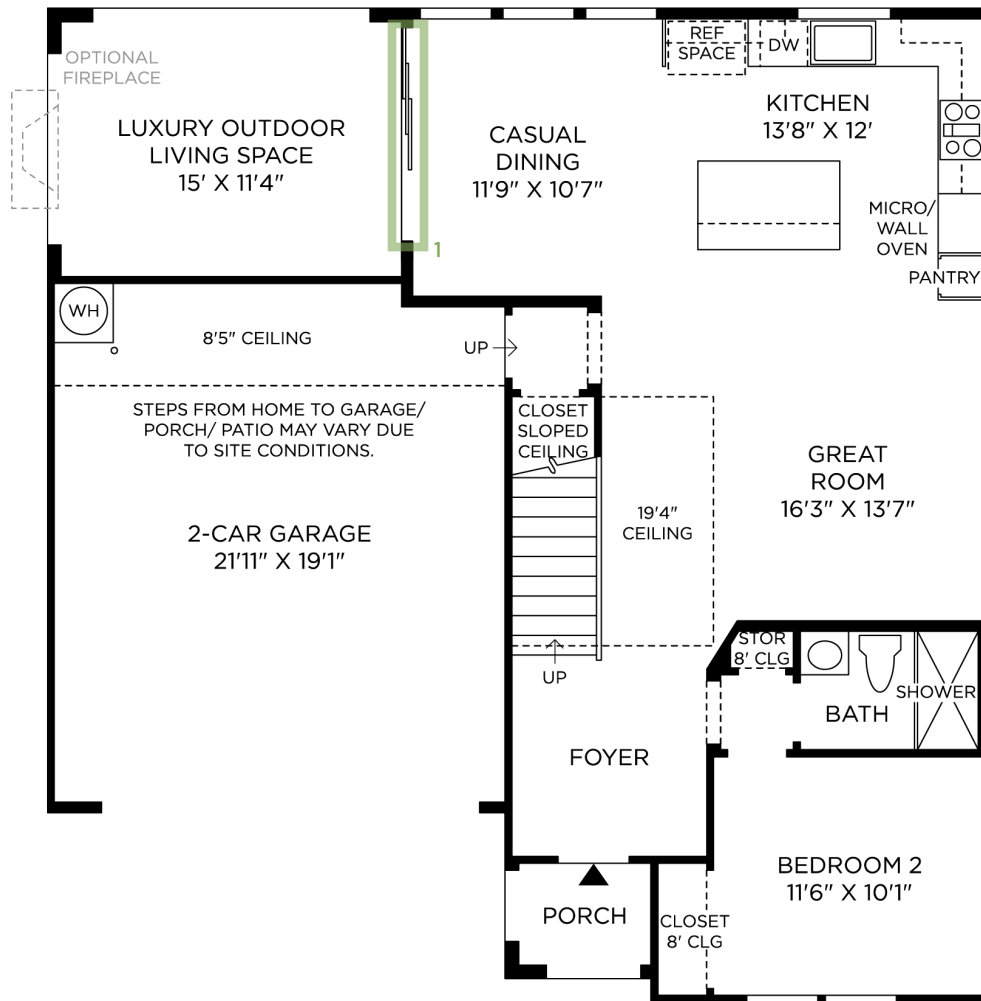 OPTIONAL
FIREPLACE
LUXURY OUTDOOR
LIVING SPACE
15' X 11'4"
1
CASUAL
DINING
11'9" X 10'7"
REF
SPACE
DW
KITCHEN
13'8" X 12'
MICRO/
WALL
OVEN
PANTRY
WH
8'5" CEILING
UP
STEPS FROM HOME TO GARAGE/
PORCH/ PATIO MAY VARY DUE
TO SITE CONDITIONS.
CLOSET
SLOPED
CEILING
2-CAR GARAGE
21'11" X 19'1"
19'4"
CEILING
GREAT
ROOM
16'3" X 13'7"
UP
STOR
8' CLG
SHOWER
BATH
FOYER
BEDROOM 2
11'6" X 10'1"
PORCH
CLOSET
8' CLG